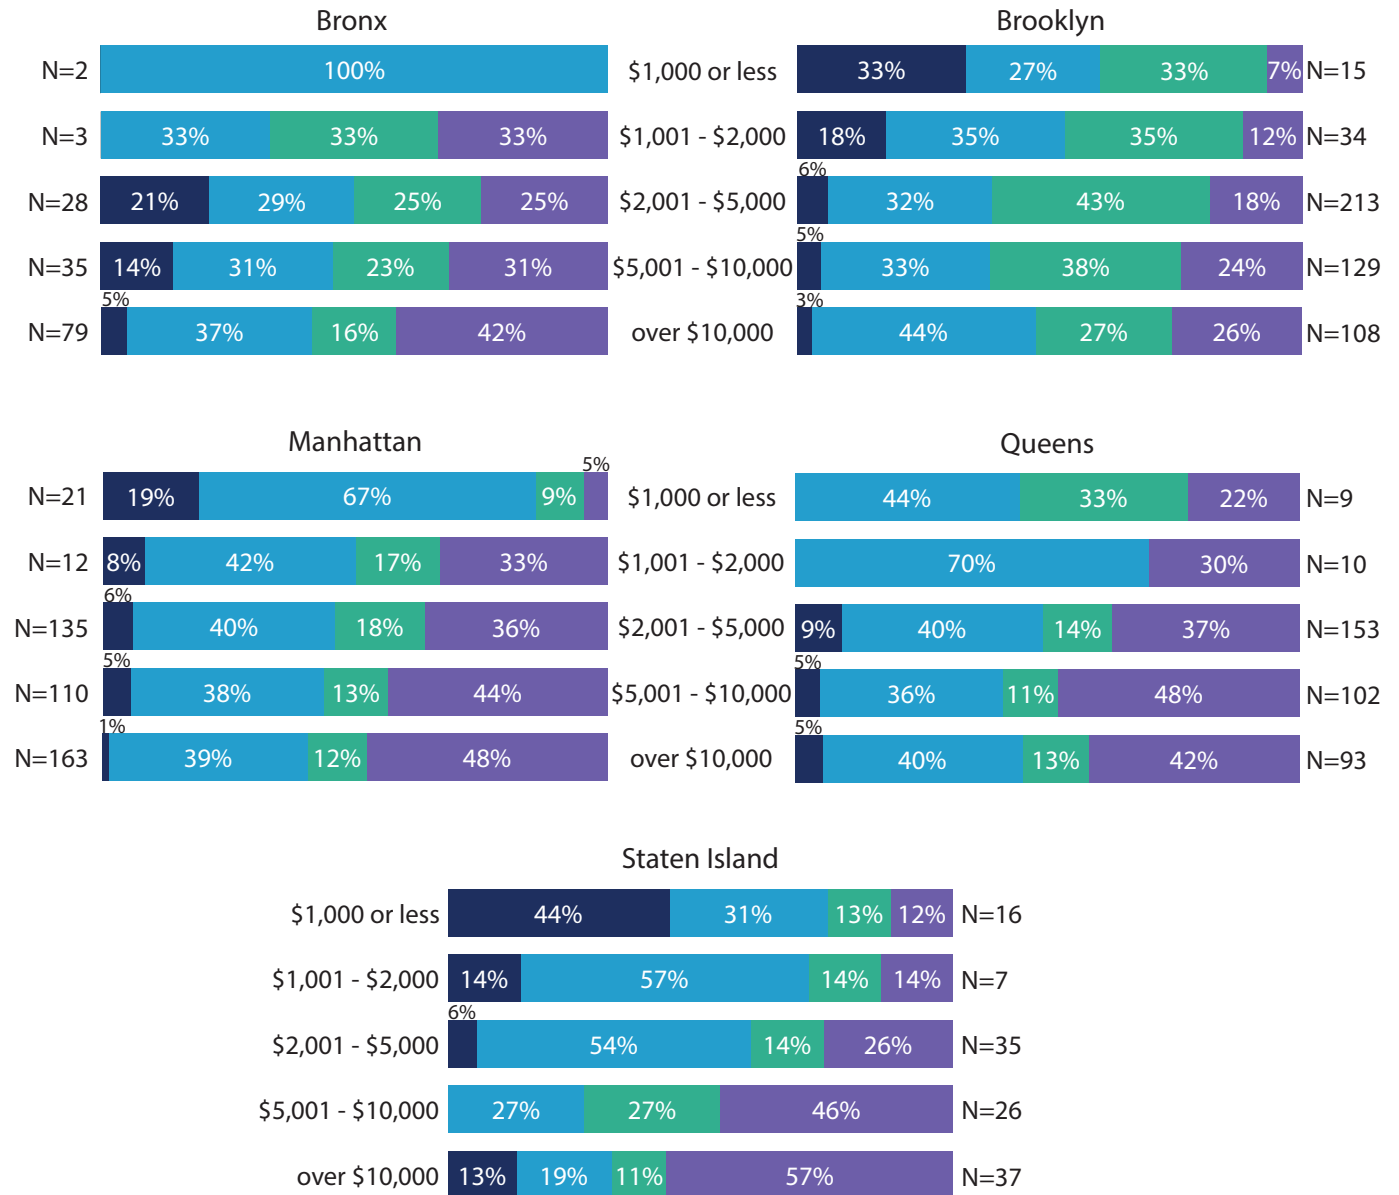 Bronx Brooklyn
N=2 100% $1,000 or less 33% 27% 33% 7% N=15
N=3 33% 33% 33% $1,001 - $2,000 18% 35% 35% 12% N=34
6%
N=28 21% 29% 25% 25% $2,001 - $5,000 32% 43% 18% N=213
5%
N=35 14% 31% 23% 31% $5,001 - $10,000 33% 38% 24% N=129
5% 3%
N=79 37% 16% 42% over $10,000 44% 27% 26% N=108
Manhattan Queens
5%
N=21 19% 67% 9% $1,000 or less 44% 33% 22% N=9
N=12 8% 42% 17% 33% $1,001 - $2,000 70% 30% N=10
6%
N=135 40% 18% 36% $2,001 - $5,000 9% 40% 14% 37% N=153
5% 5%
N=110 38% 13% 44% $5,001 - $10,000 36% 11% 48% N=102
1% 5%
N=163 39% 12% 48% over $10,000 40% 13% 42% N=93
Staten Island
$1,000 or less 44% 31% 13% 12% N=16
$1,001 - $2,000 14% 57% 14% 14% N=7
6%
$2,001 - $5,000 54% 14% 26% N=35
$5,001 - $10,000 27% 27% 46% N=26
over $10,000 13% 19% 11% 57% N=37